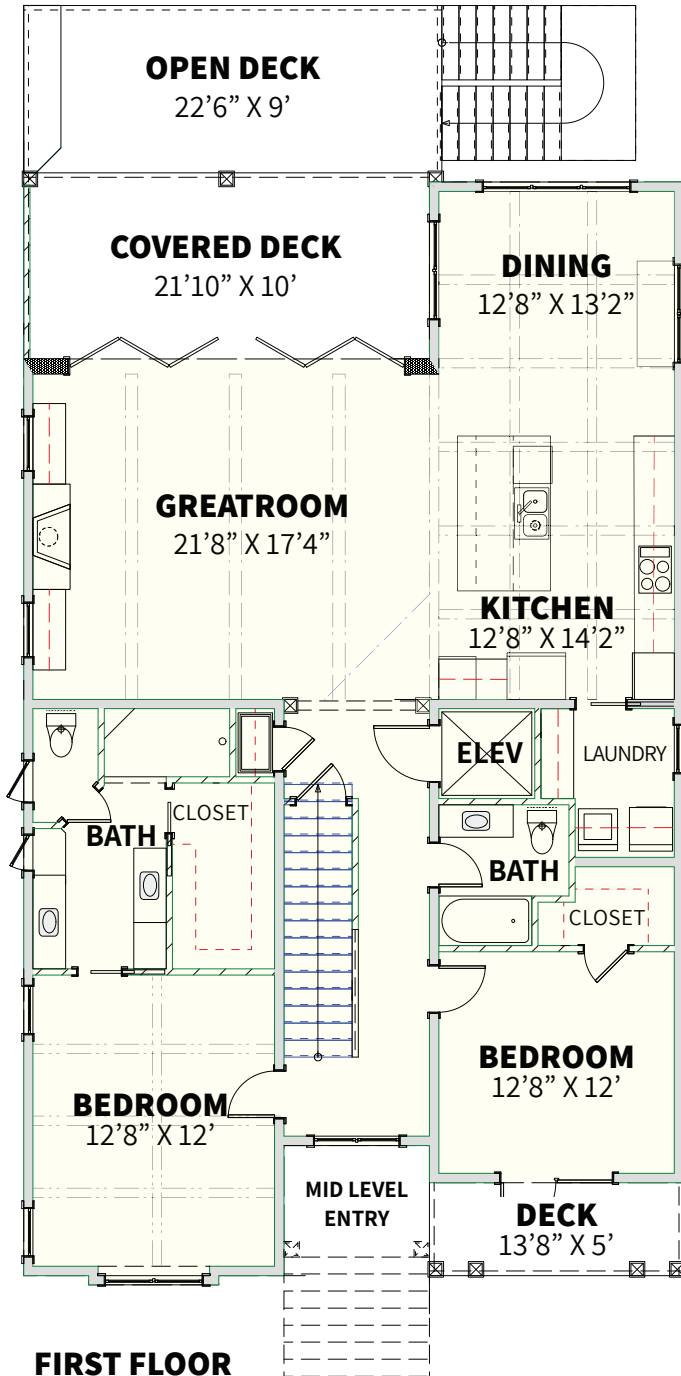 OPEN DECK
22’6” X 9’
COVERED DECK
21’10” X 10’
DINING
12’8” X 13’2”
GREATROOM
21’8” X 17’4”
KITCHEN
12’8” X 14’2”
ELEV
LAUNDRY
CLOSET
BATH
BATH
CLOSET
BEDROOM
12’8” X 12’
BEDROOM
12’8” X 12’
MID LEVEL
ENTRY
DECK
13’8” X 5’
FIRST FLOOR